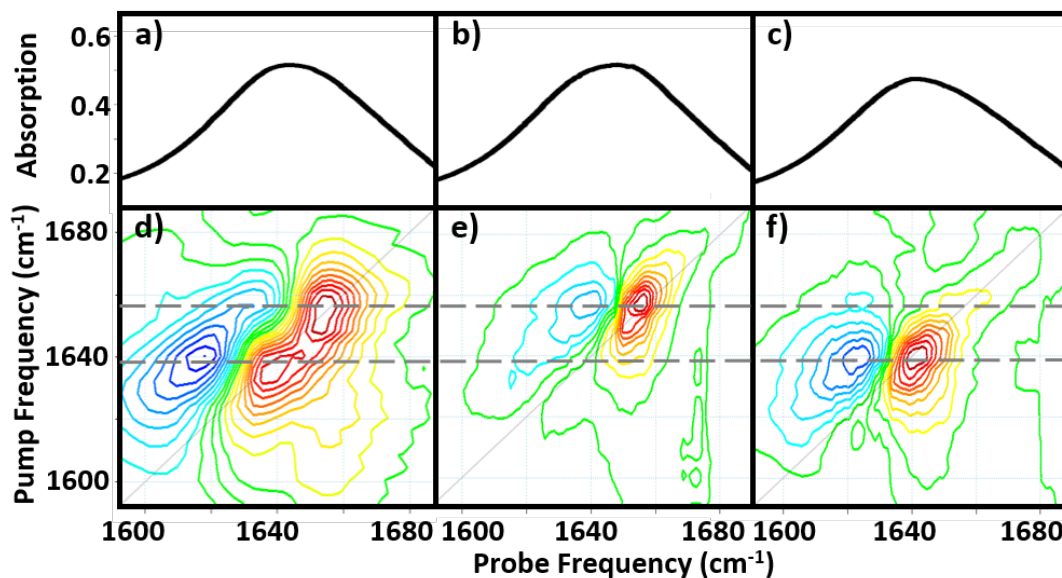 a) b) c)
0.6
0.4
0.2
Absorption
d) e) f)
1680
1640
1600
Pump Frequency (cm⁻¹)
1600 1640 1680 1600 1640 1680 1600 1640 1680
Probe Frequency (cm⁻¹)